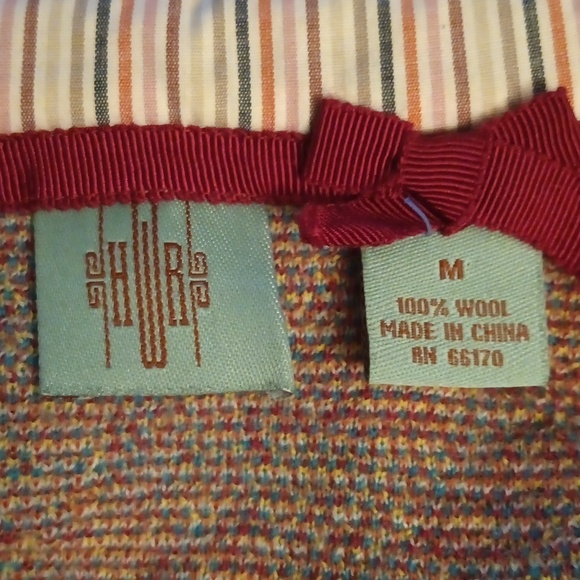 HWR
M
100% WOOL
MADE IN CHINA
RN 66170